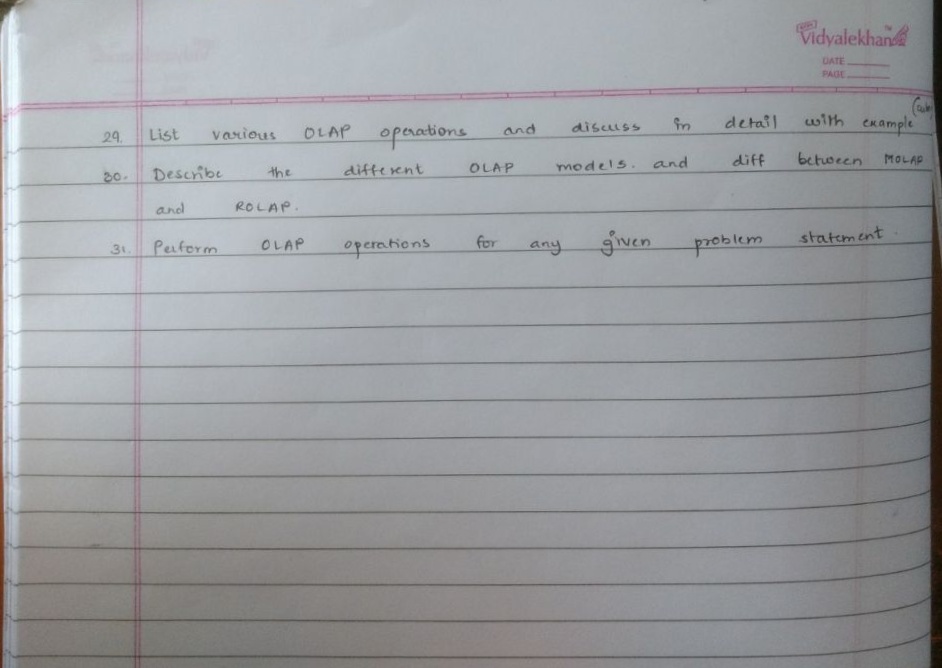 Vidyalekhan
DATE
PAGE
29. List various OLAP operations and discuss in detail with example
30. Describe the different OLAP models. and diff between MOLAP
and ROLAP.
31. Perform OLAP operations for any given problem statement.